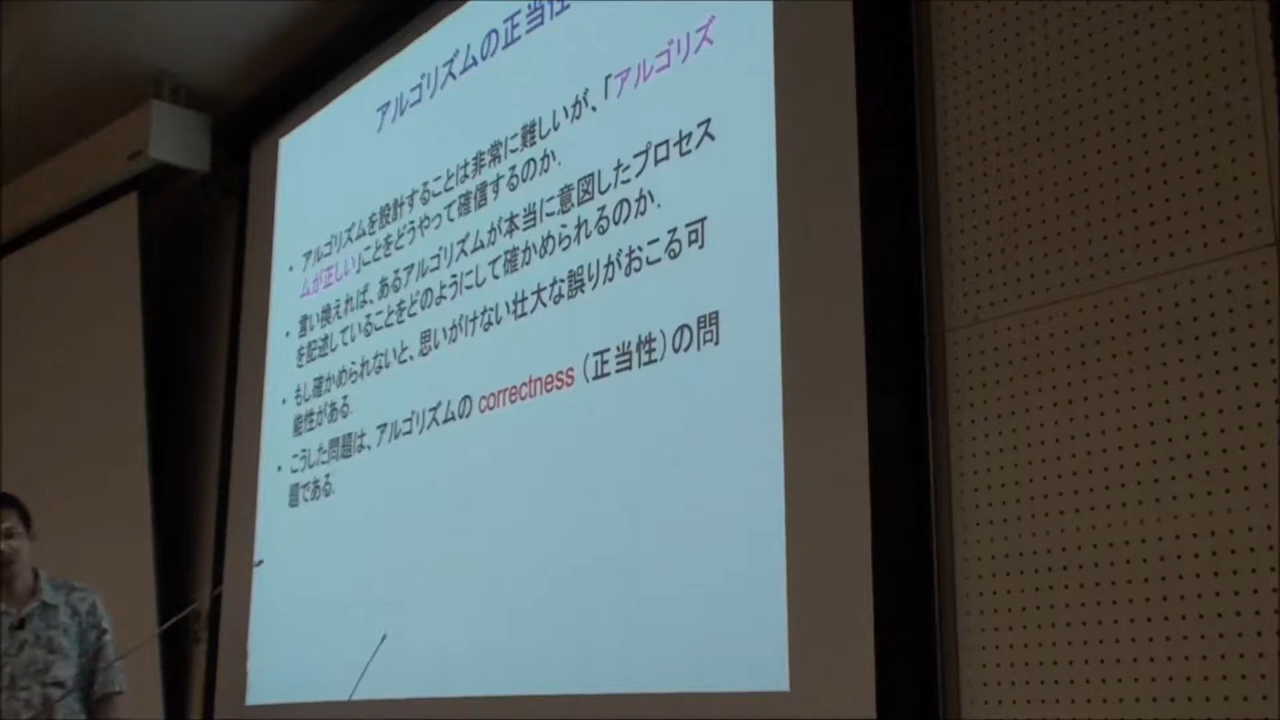 アルゴリズムの正当性
・アルゴリズムを設計することは非常に難しいが、「アルゴリズ
ムが正しい」ことをどうやって確信するのか.
・言い換えれば、あるアルゴリズムが本当に意図したプロセス
を記述していることをどのようにして確かめられるのか.
・もし確かめられないと、思いがけない壮大な誤りがおこる可
能性がある.
・こうした問題は、アルゴリズムの correctness （正当性）の問
題である.